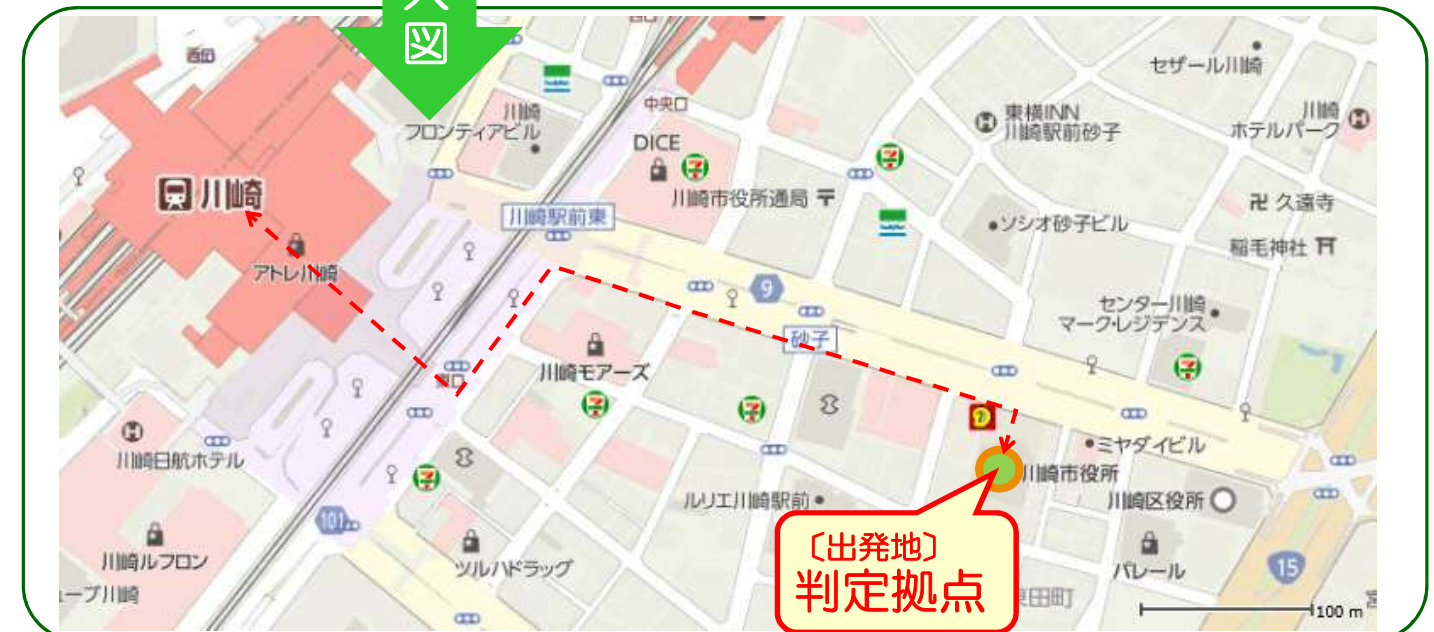 図
西口
川崎
フロンティアビル
中央口
DICE
川崎市役所通局
セザール川崎
東横INN
川崎駅前砂子
川崎
ホテルパーク
川崎
アトレ川崎
川崎駅前東
ソシオ砂子ビル
久遠寺
稲毛神社
9
砂子
センター川崎
マーク・レジデンス
東口
川崎モアーズ
川崎日航ホテル
ミヤダイビル
川崎市役所
川崎区役所
ルリエ川崎駅前
101
川崎ルフロン
ツルハドラッグ
〔出発地〕
判定拠点
パレール
15
ーブ川崎
田町
100 m